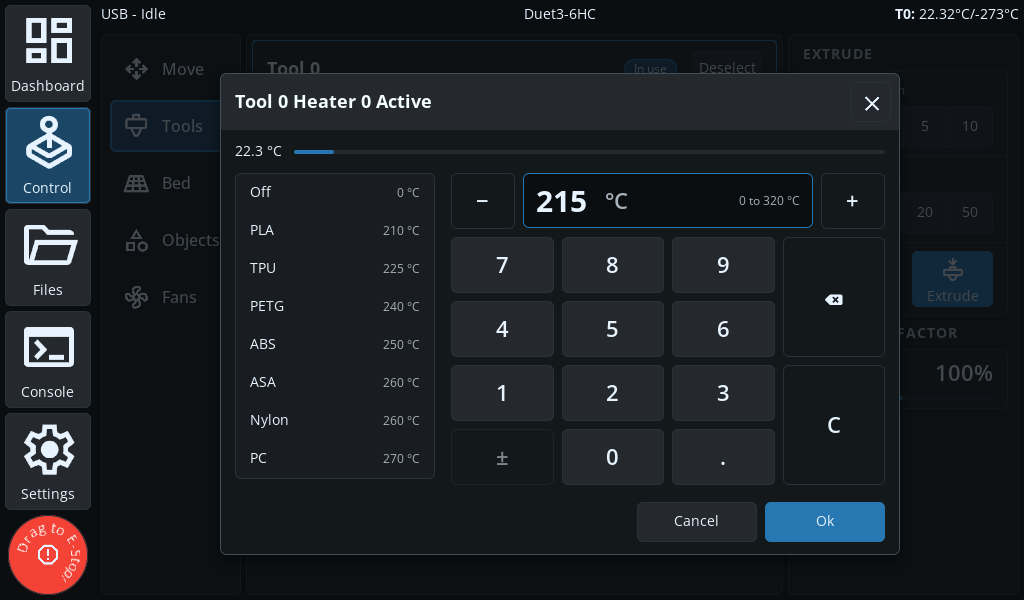 USB - Idle
Duet3-6HC
T0: 22.32°C/-273°C
Dashboard
Control
Files
Console
Settings
Drag to E-Stop!
Move
Tools
Bed
Objects
Fans
Tool 0
In use
Deselect
EXTRUDE
5
10
20
50
Extrude
FACTOR
100%
Tool 0 Heater 0 Active
22.3 °C
Off 0 °C
PLA 210 °C
TPU 225 °C
PETG 240 °C
ABS 250 °C
ASA 260 °C
Nylon 260 °C
PC 270 °C
− 215 °C 0 to 320 °C +
7 8 9
4 5 6
1 2 3
C
± 0 .
Cancel
Ok